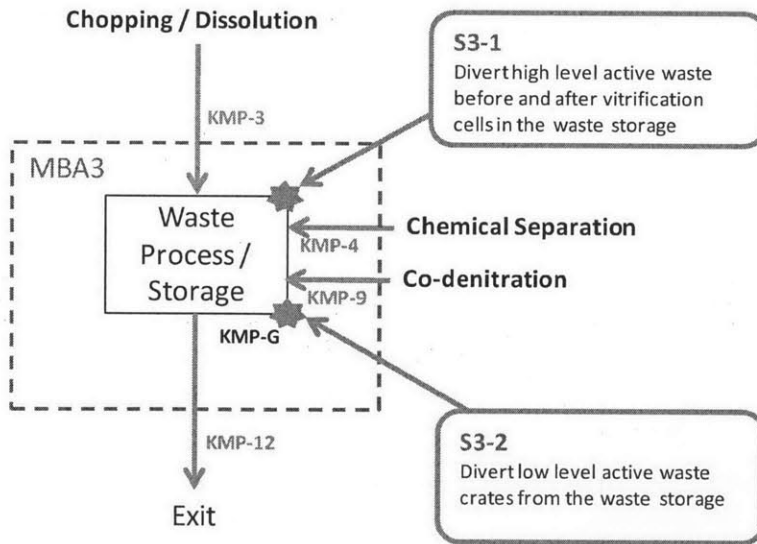 Chopping / Dissolution
KMP-3
S3-1
Divert high level active waste
before and after vitrification
cells in the waste storage
MBA3
Waste
Process /
Storage
KMP-4
Chemical Separation
Co-denitration
KMP-9
KMP-G
KMP-12
Exit
S3-2
Divert low level active waste
crates from the waste storage